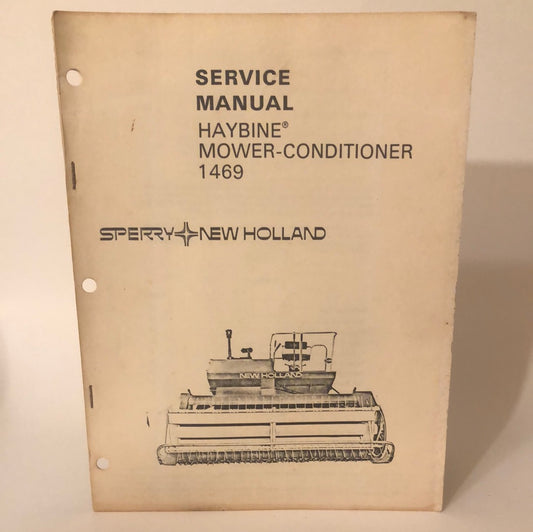 SERVICE
MANUAL
HAYBINE®
MOWER-CONDITIONER
1469
SPERRY NEW HOLLAND
NEW HOLLAND